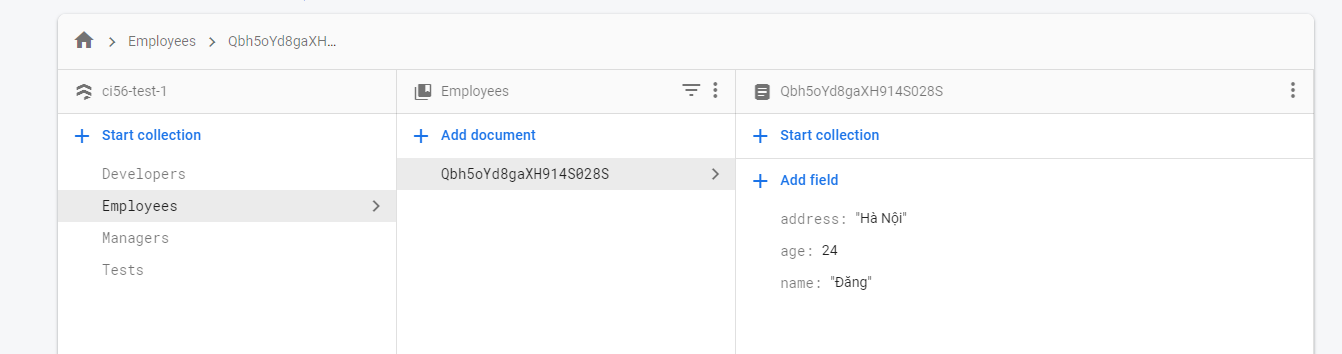 Employees > Qbh5oYd8gaXH...
ci56-test-1
Start collection
Developers
Employees
Managers
Tests
Employees
Add document
Qbh5oYd8gaXH914S028S
Qbh5oYd8gaXH914S028S
Start collection
Add field
address: "Hà Nội"
age: 24
name: "Đăng"